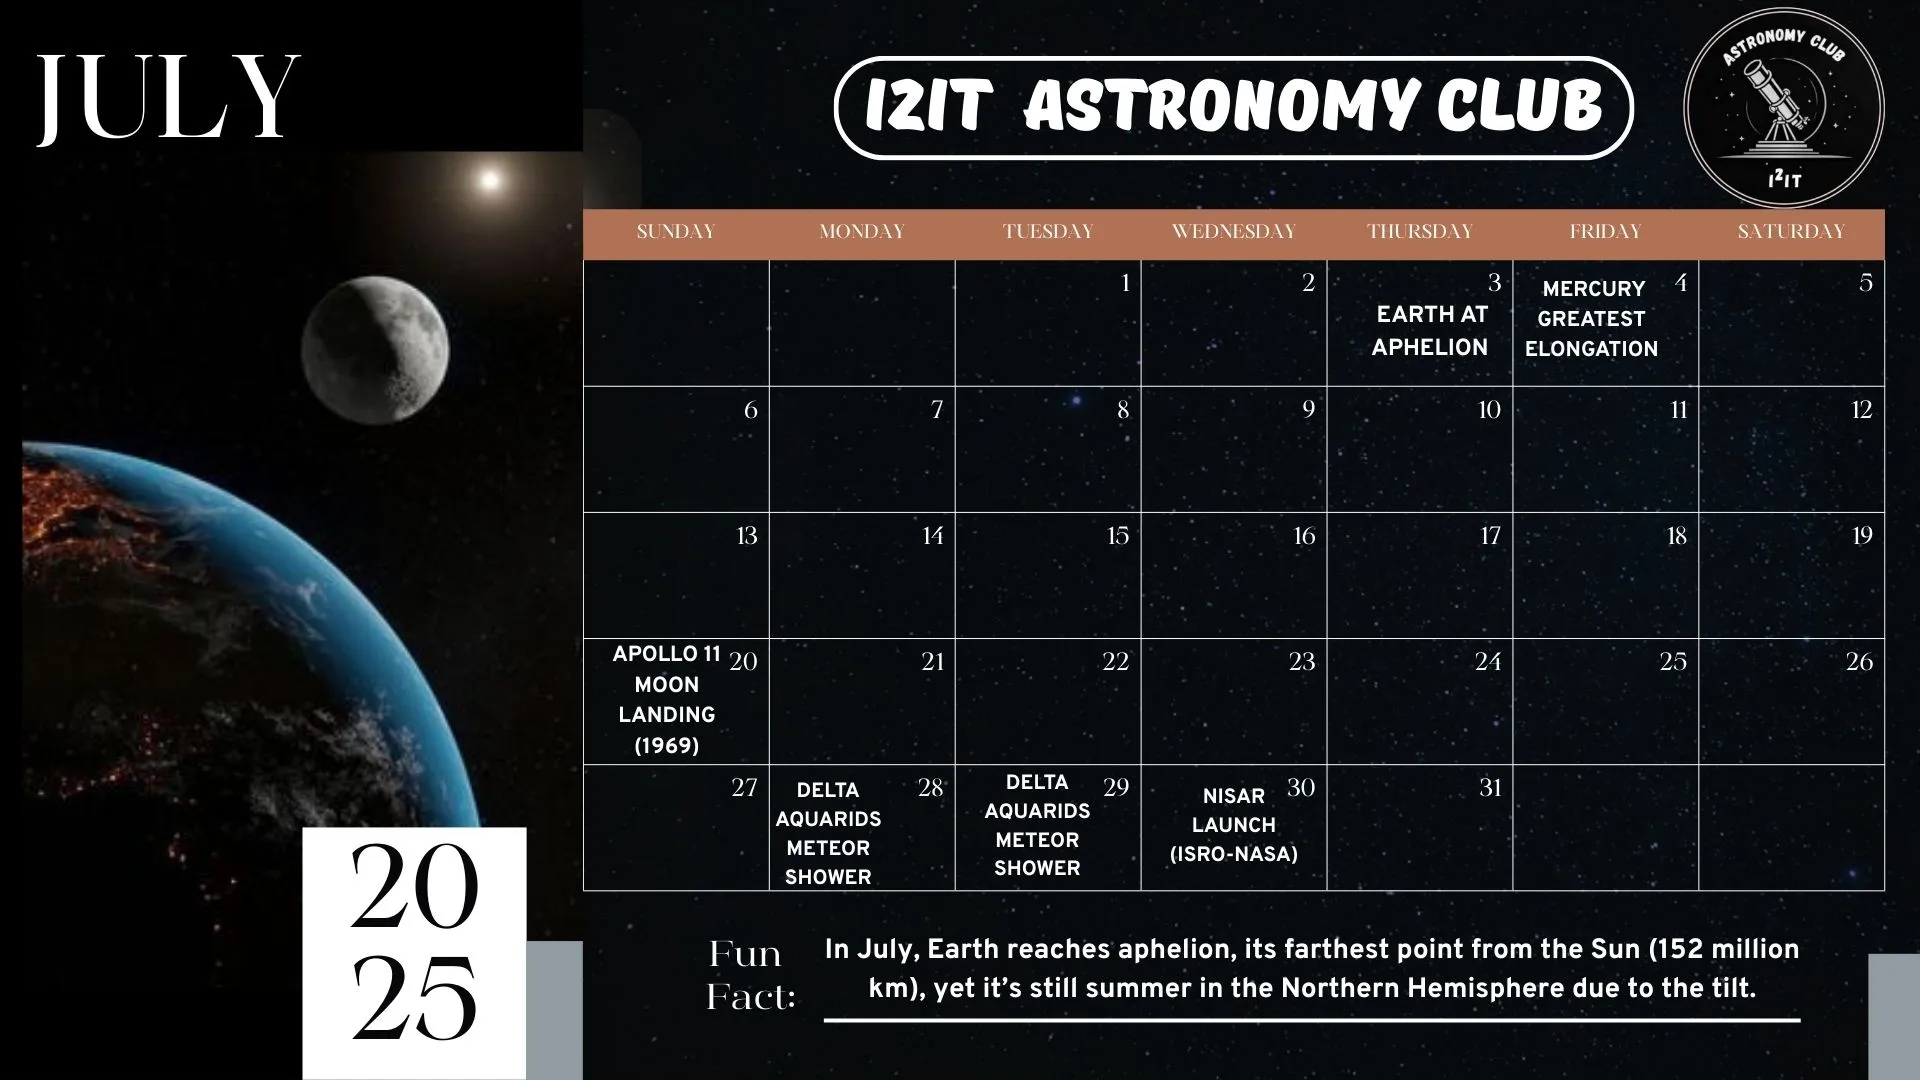 JULY
I2IT ASTRONOMY CLUB
ASTRONOMY CLUB
I²IT
SUNDAY MONDAY TUESDAY WEDNESDAY THURSDAY FRIDAY SATURDAY
1 2 3 4 5
EARTH AT
APHELION
MERCURY
GREATEST
ELONGATION
6 7 8 9 10 11 12
13 14 15 16 17 18 19
20 21 22 23 24 25 26
APOLLO 11
MOON
LANDING
(1969)
27 28 29 30 31
DELTA
AQUARIDS
METEOR
SHOWER
DELTA
AQUARIDS
METEOR
SHOWER
NISAR
LAUNCH
(ISRO-NASA)
20
25
Fun
Fact:
In July, Earth reaches aphelion, its farthest point from the Sun (152 million
km), yet it’s still summer in the Northern Hemisphere due to the tilt.